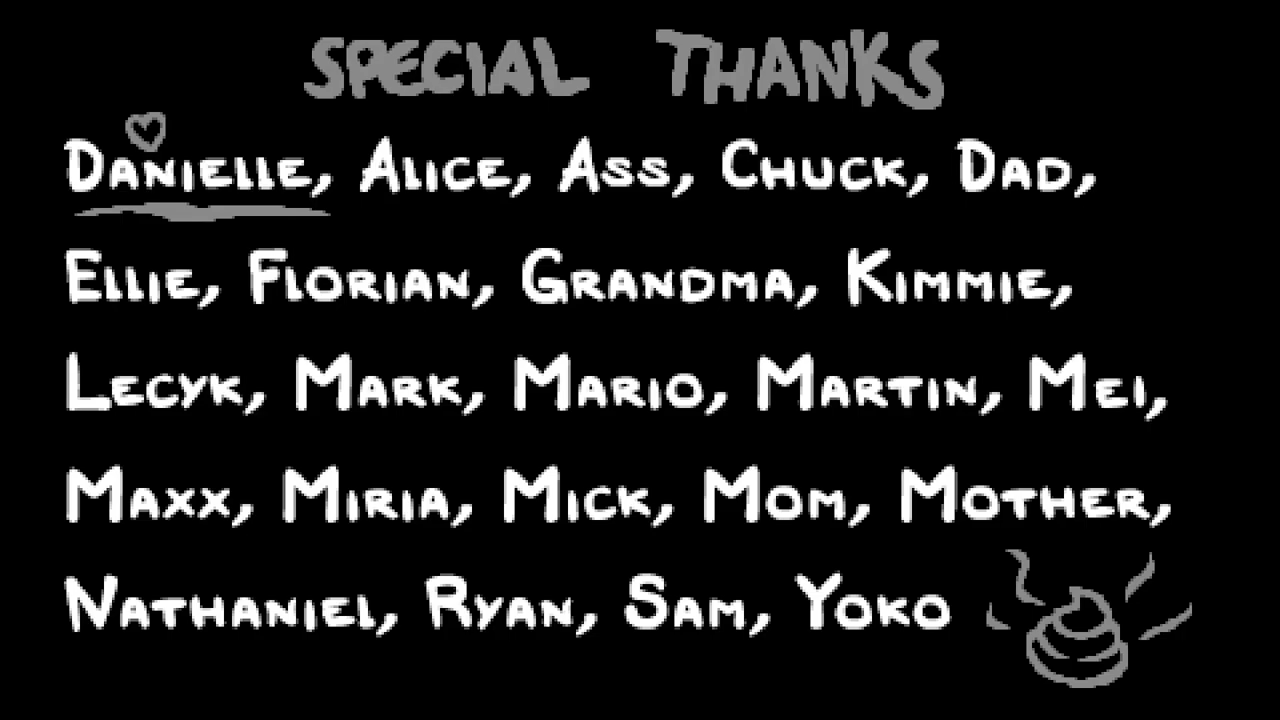 SPECIAL THANKS
DANIELLE, ALICE, ASS, CHUCK, DAD,
ELLIE, FLORIAN, GRANDMA, KIMMIE,
LECYK, MARK, MARIO, MARTIN, MEI,
MAXX, MIRIA, MICK, MOM, MOTHER,
NATHANIEL, RYAN, SAM, YOKO